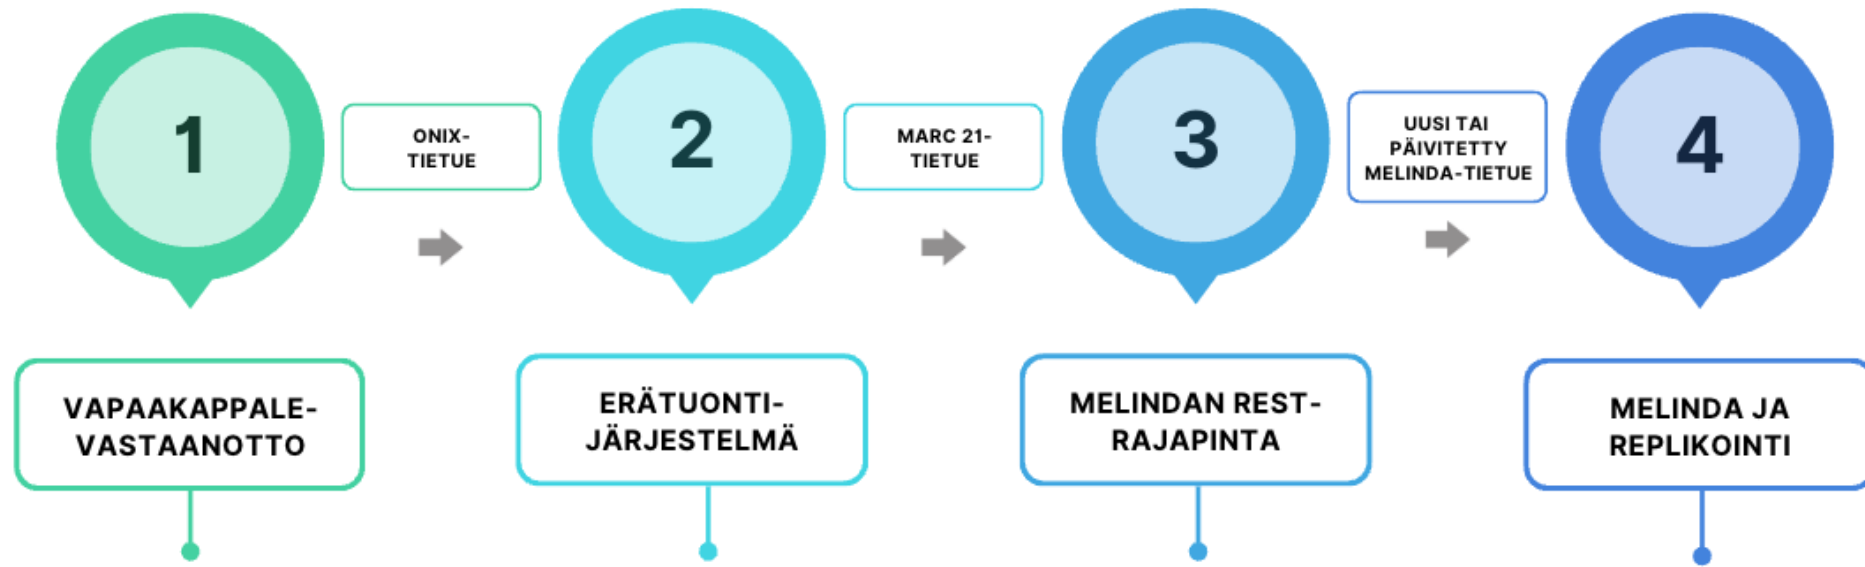 1
ONIX-
TIETUE
2
MARC 21-
TIETUE
3
UUSI TAI
PÄIVITETTY
MELINDA-TIETUE
4
VAPAAKAPPALE-
VASTAANOTTO
ERÄTUONTI-
JÄRJESTELMÄ
MELINDAN REST-
RAJAPINTA
MELINDA JA
REPLIKOINTI